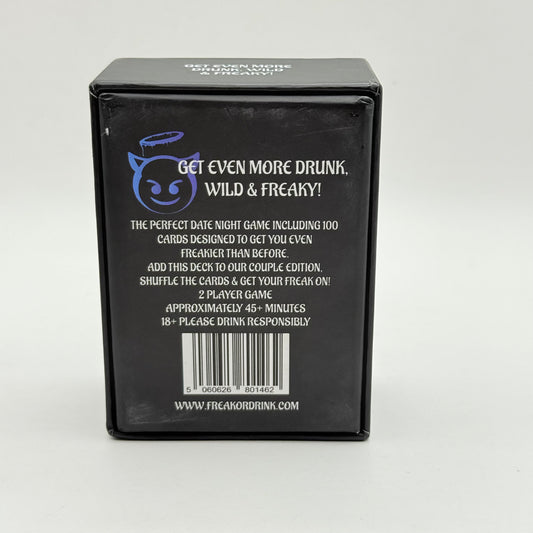 GET EVEN MORE
DRUNK, WILD
& FREAKY!
GET EVEN MORE DRUNK,
WILD & FREAKY!
THE PERFECT DATE NIGHT GAME INCLUDING 100
CARDS DESIGNED TO GET YOU EVEN
FREAKIER THAN BEFORE.
ADD THIS DECK TO OUR COUPLE EDITION,
SHUFFLE THE CARDS & GET YOUR FREAK ON!
2 PLAYER GAME
APPROXIMATELY 45+ MINUTES
18+ PLEASE DRINK RESPONSIBLY
5 060626 801462
WWW.FREAKORDRINK.COM